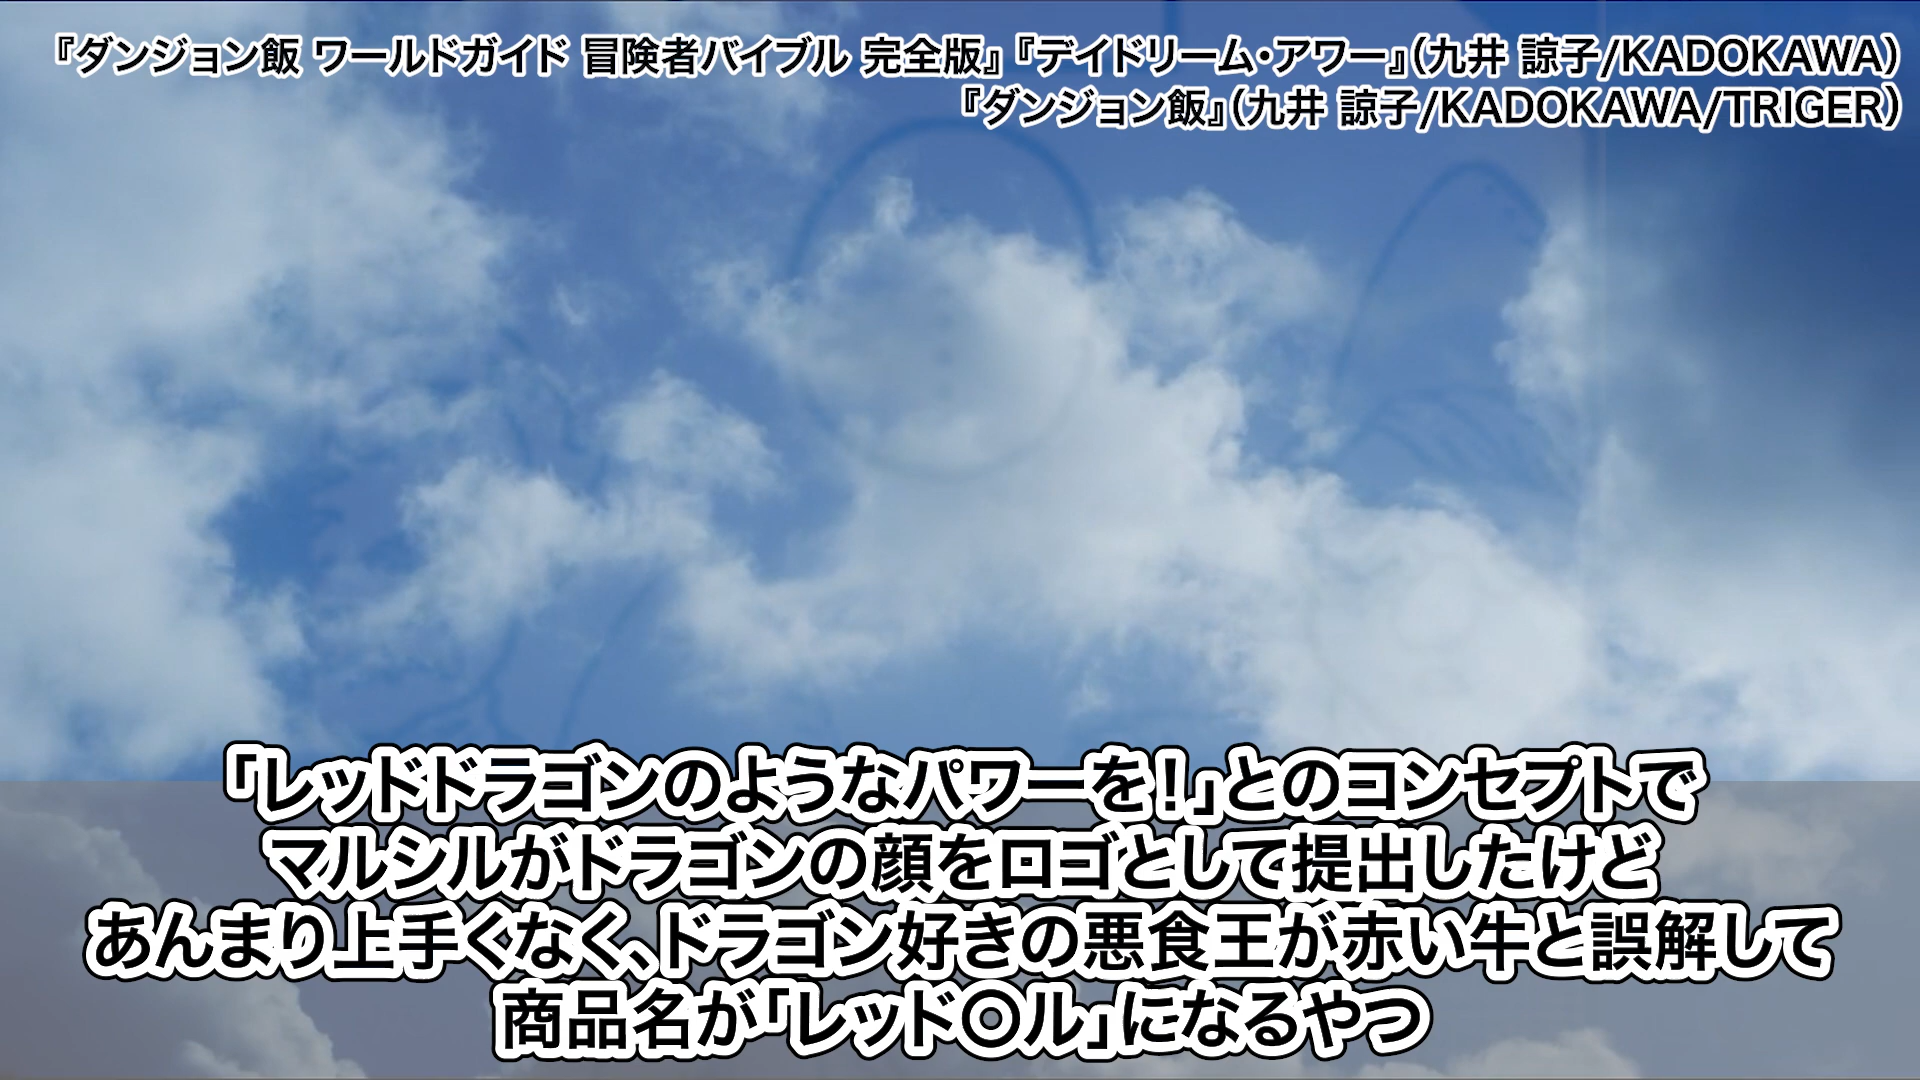 『ダンジョン飯 ワールドガイド 冒険者バイブル 完全版』『デイドリーム・アワー』（九井 諒子/KADOKAWA）
『ダンジョン飯』（九井 諒子/KADOKAWA/TRIGER）
「レッドドラゴンのようなパワーを！」とのコンセプトで
マルシルがドラゴンの顔をロゴとして提出したけど
あんまり上手くなく、ドラゴン好きの悪食王が赤い牛と誤解して
商品名が「レッド〇ル」になるやつ